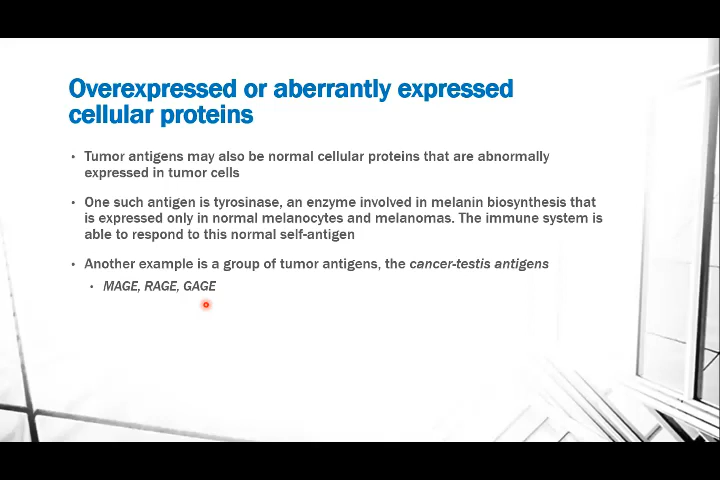 Overexpressed or aberrantly expressed
cellular proteins
• Tumor antigens may also be normal cellular proteins that are abnormally
expressed in tumor cells
• One such antigen is tyrosinase, an enzyme involved in melanin biosynthesis that
is expressed only in normal melanocytes and melanomas. The immune system is
able to respond to this normal self-antigen
• Another example is a group of tumor antigens, the cancer-testis antigens
• MAGE, RAGE, GAGE